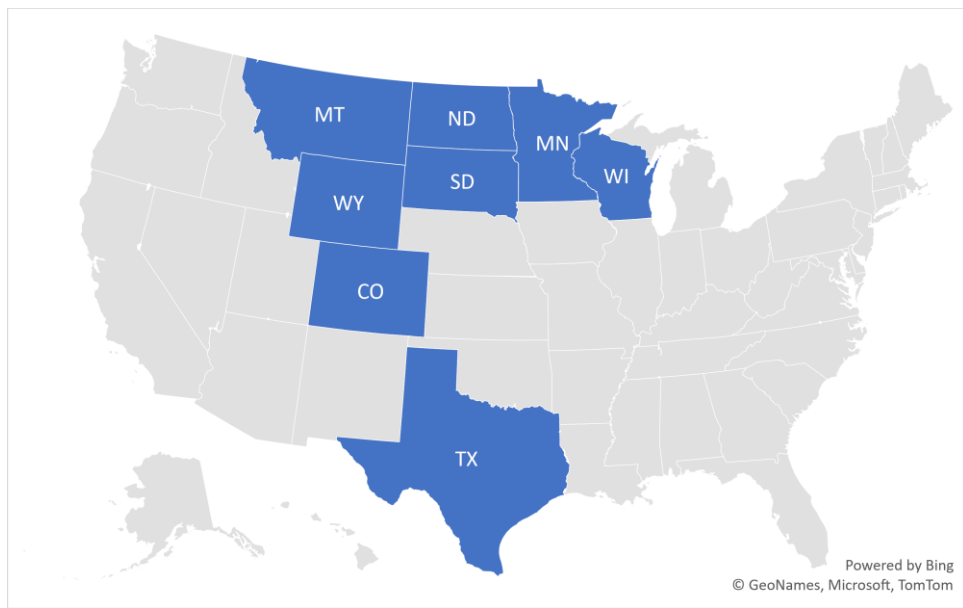 MT
ND
MN
SD
WI
WY
CO
TX
Powered by Bing
© GeoNames, Microsoft, TomTom